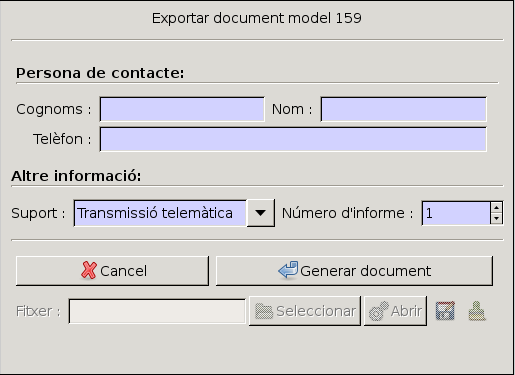 Exportar document model 159
Persona de contacte:
Cognoms : Nom :
Telèfon :
Altre informació:
Suport : Transmissió telemàtica Número d'informe : 1
Cancel Generar document
Fitxer : Seleccionar Abrir